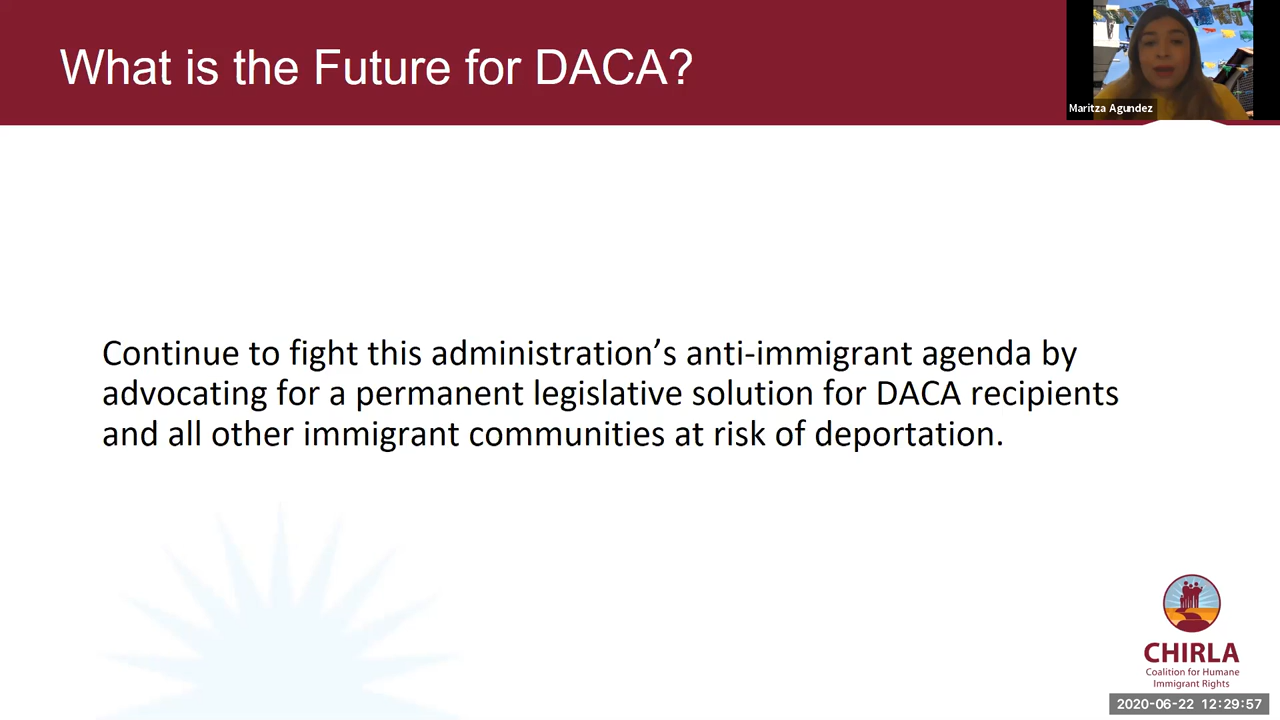 What is the Future for DACA?
Maritza Agundez
Continue to fight this administration’s anti-immigrant agenda by
advocating for a permanent legislative solution for DACA recipients
and all other immigrant communities at risk of deportation.
CHIRLA
Coalition for Humane
Immigrant Rights
2020-06-22 12:29:57